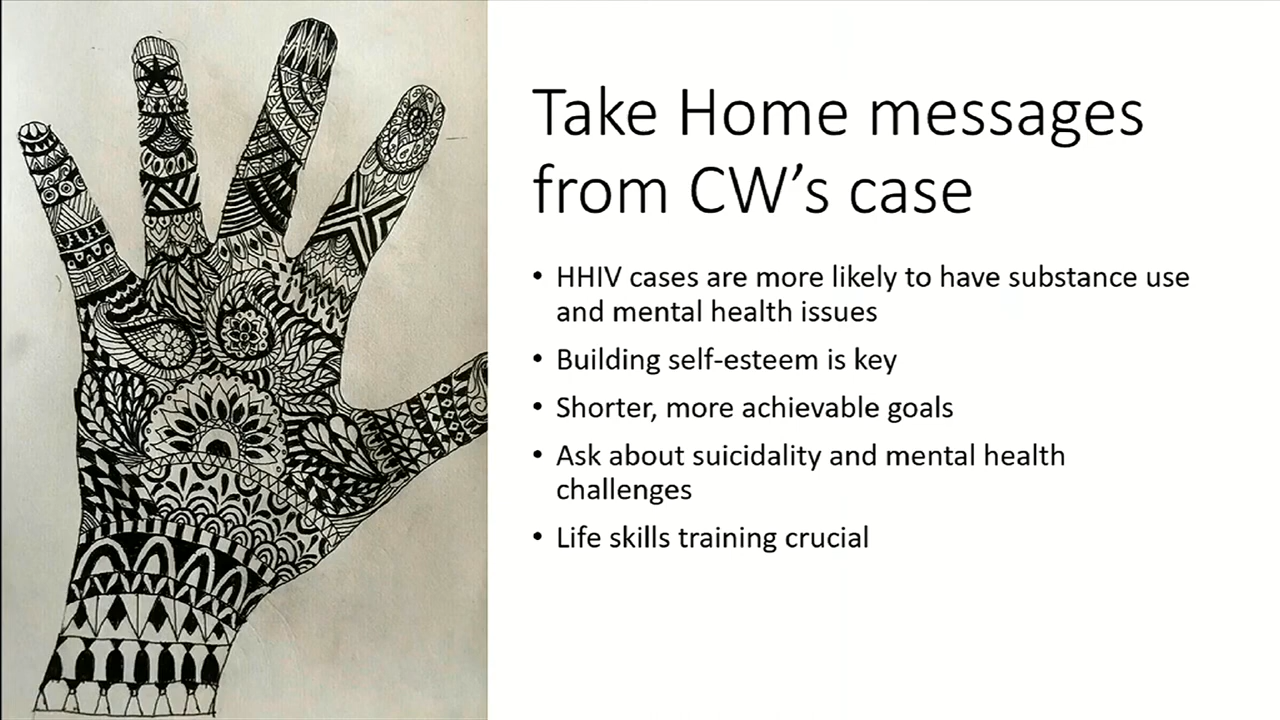 Take Home messages
from CW’s case
• HHIV cases are more likely to have substance use
and mental health issues
• Building self-esteem is key
• Shorter, more achievable goals
• Ask about suicidality and mental health
challenges
• Life skills training crucial